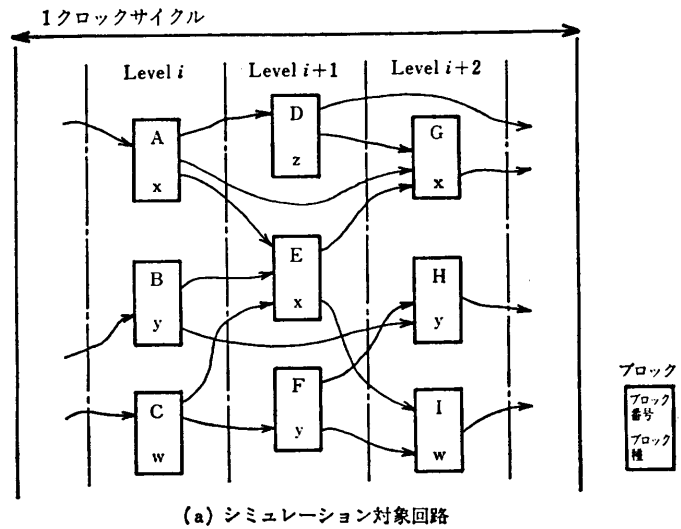 1クロックサイクル
Level i
Level i+1
Level i+2
A
x
D
z
G
x
B
y
E
x
H
y
C
w
F
y
I
w
ブロック
ブロック
番号
ブロック
種
(a) シミュレーション対象回路